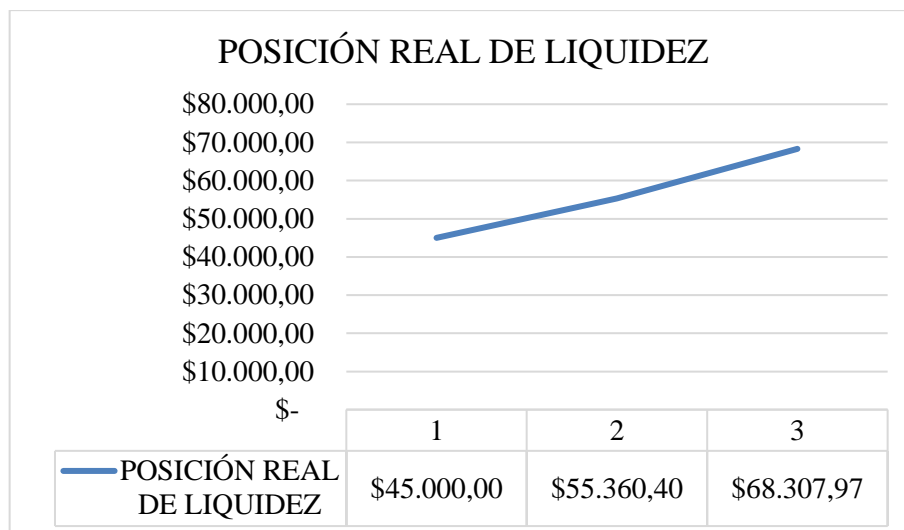 POSICIÓN REAL DE LIQUIDEZ
$80.000,00
$70.000,00
$60.000,00
$50.000,00
$40.000,00
$30.000,00
$20.000,00
$10.000,00
$-
1 2 3
POSICIÓN REAL
DE LIQUIDEZ
$45.000,00 $55.360,40 $68.307,97